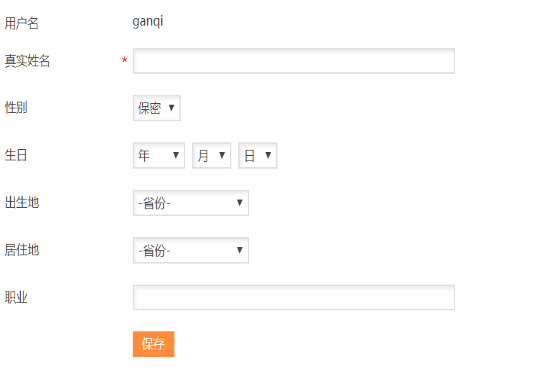 用户名 ganqi
真实姓名 *
性别 保密
生日 年 月 日
出生地 -省份-
居住地 -省份-
职业
保存